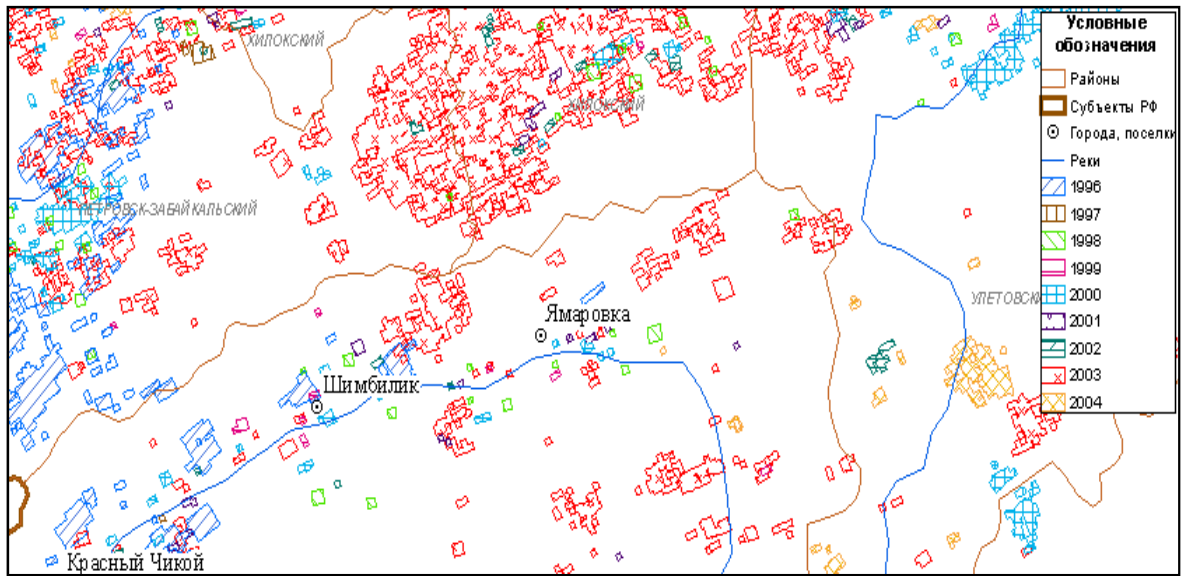 ХИЛОКСКИЙ
ХИЛОКСКИЙ
ПЕТРОВСК-ЗАБАЙКАЛЬСКИЙ
УЛЕТОВСКИ
Ямаровка
Шимбилик
Красный Чикой
Условные
обозначения
Районы
Субъекты РФ
Города, поселки
Реки
1996
1997
1998
1999
2000
2001
2002
2003
2004